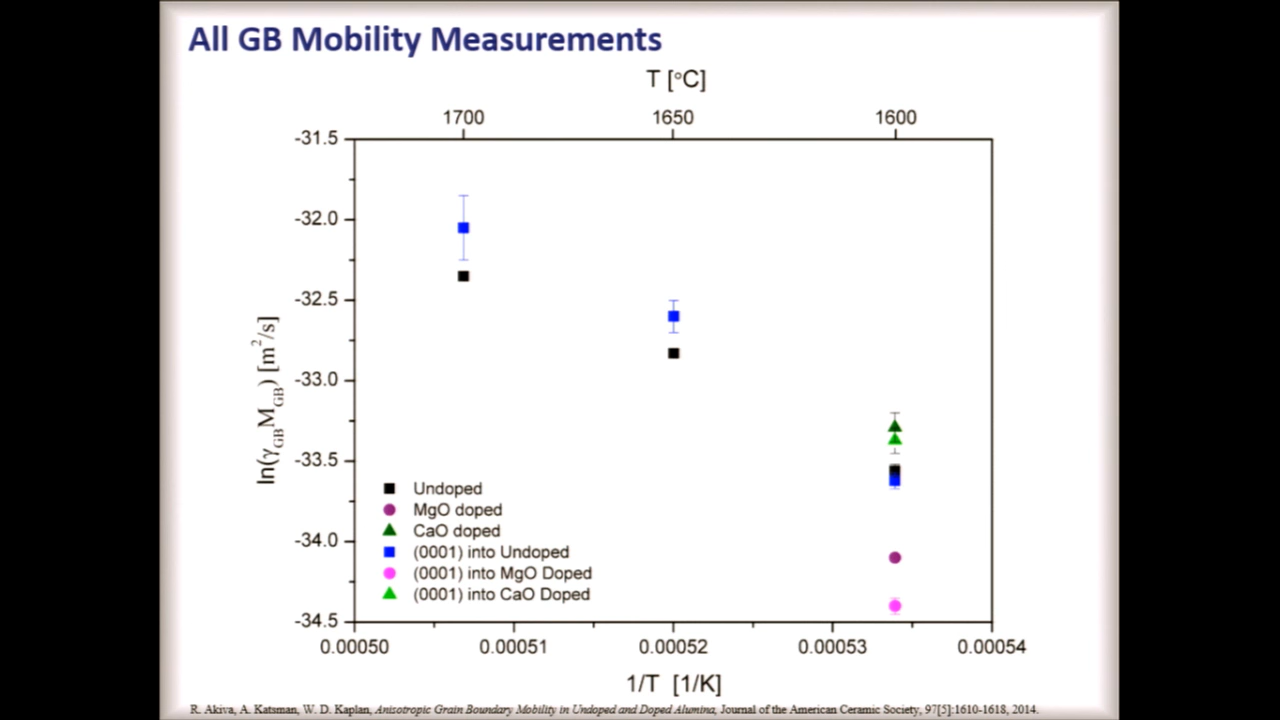 All GB Mobility Measurements
T [°C]
1700 1650 1600
-31.5
-32.0
-32.5
-33.0
-33.5
-34.0
-34.5
ln(γGBMGB) [m2/s]
Undoped
MgO doped
CaO doped
(0001) into Undoped
(0001) into MgO Doped
(0001) into CaO Doped
0.00050 0.00051 0.00052 0.00053 0.00054
1/T [1/K]
R. Akiva, A. Katsman, W. D. Kaplan, Anisotropic Grain Boundary Mobility in Undoped and Doped Alumina, Journal of the American Ceramic Society, 97[5]:1610-1618, 2014.